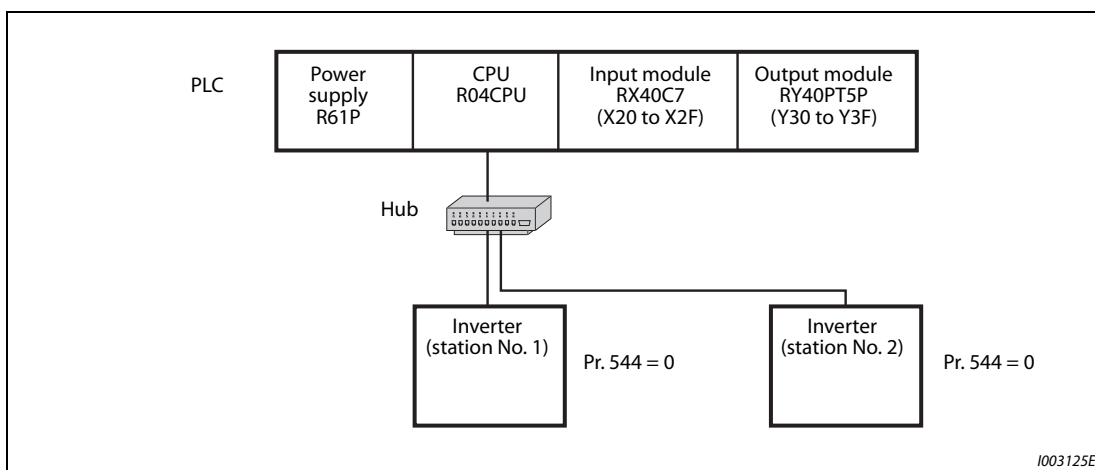 PLC
Power
supply
R61P
CPU
R04CPU
Input module
RX40C7
(X20 to X2F)
Output module
RY40PT5P
(Y30 to Y3F)
Hub
Inverter
(station No. 1)
Pr. 544 = 0
Inverter
(station No. 2)
Pr. 544 = 0
I003125E